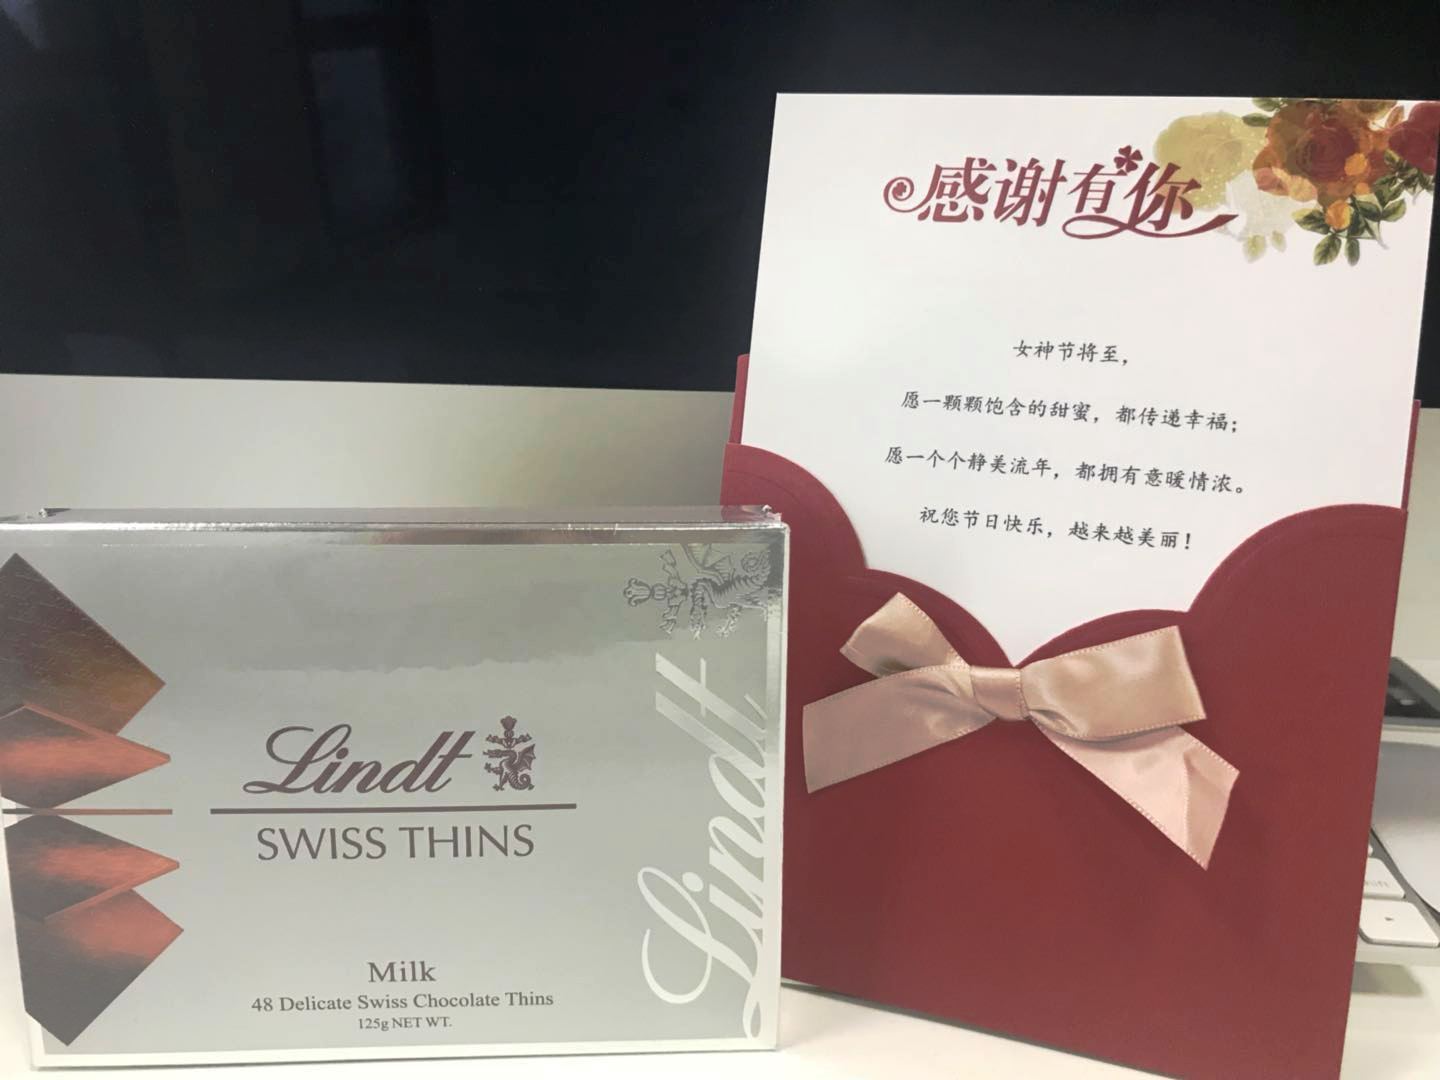 感谢有你
女神节将至，
愿一颗颗饱含的甜蜜，都传递幸福；
愿一个个静美流年，都拥有意暖情浓。
祝您节日快乐，越来越美丽！
Lindt
SWISS THINS
Milk
48 Delicate Swiss Chocolate Thins
125g NET WT.
Lindt